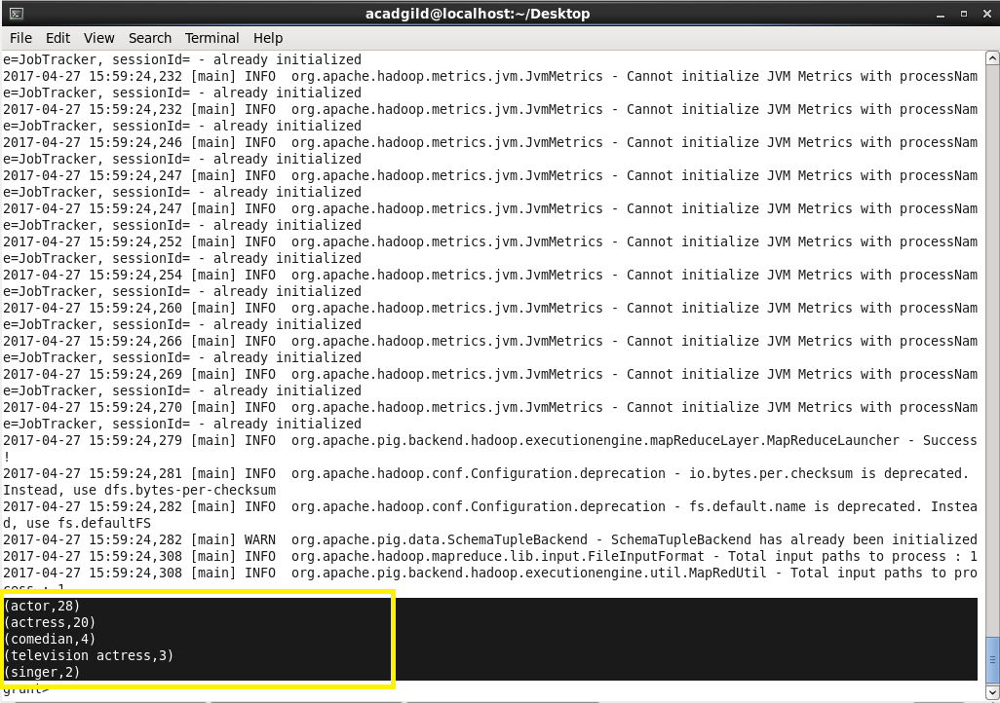 acadgild@localhost:~/Desktop
File Edit View Search Terminal Help
e=JobTracker, sessionId= - already initialized
2017-04-27 15:59:24,232 [main] INFO  org.apache.hadoop.metrics.jvm.JvmMetrics - Cannot initialize JVM Metrics with processNam
e=JobTracker, sessionId= - already initialized
2017-04-27 15:59:24,232 [main] INFO  org.apache.hadoop.metrics.jvm.JvmMetrics - Cannot initialize JVM Metrics with processNam
e=JobTracker, sessionId= - already initialized
2017-04-27 15:59:24,246 [main] INFO  org.apache.hadoop.metrics.jvm.JvmMetrics - Cannot initialize JVM Metrics with processNam
e=JobTracker, sessionId= - already initialized
2017-04-27 15:59:24,247 [main] INFO  org.apache.hadoop.metrics.jvm.JvmMetrics - Cannot initialize JVM Metrics with processNam
e=JobTracker, sessionId= - already initialized
2017-04-27 15:59:24,247 [main] INFO  org.apache.hadoop.metrics.jvm.JvmMetrics - Cannot initialize JVM Metrics with processNam
e=JobTracker, sessionId= - already initialized
2017-04-27 15:59:24,252 [main] INFO  org.apache.hadoop.metrics.jvm.JvmMetrics - Cannot initialize JVM Metrics with processNam
e=JobTracker, sessionId= - already initialized
2017-04-27 15:59:24,254 [main] INFO  org.apache.hadoop.metrics.jvm.JvmMetrics - Cannot initialize JVM Metrics with processNam
e=JobTracker, sessionId= - already initialized
2017-04-27 15:59:24,260 [main] INFO  org.apache.hadoop.metrics.jvm.JvmMetrics - Cannot initialize JVM Metrics with processNam
e=JobTracker, sessionId= - already initialized
2017-04-27 15:59:24,266 [main] INFO  org.apache.hadoop.metrics.jvm.JvmMetrics - Cannot initialize JVM Metrics with processNam
e=JobTracker, sessionId= - already initialized
2017-04-27 15:59:24,269 [main] INFO  org.apache.hadoop.metrics.jvm.JvmMetrics - Cannot initialize JVM Metrics with processNam
e=JobTracker, sessionId= - already initialized
2017-04-27 15:59:24,270 [main] INFO  org.apache.hadoop.metrics.jvm.JvmMetrics - Cannot initialize JVM Metrics with processNam
e=JobTracker, sessionId= - already initialized
2017-04-27 15:59:24,279 [main] INFO  org.apache.pig.backend.hadoop.executionengine.mapReduceLayer.MapReduceLauncher - Success
!
2017-04-27 15:59:24,281 [main] INFO  org.apache.hadoop.conf.Configuration.deprecation - io.bytes.per.checksum is deprecated.
Instead, use dfs.bytes-per-checksum
2017-04-27 15:59:24,282 [main] INFO  org.apache.hadoop.conf.Configuration.deprecation - fs.default.name is deprecated. Instea
d, use fs.defaultFS
2017-04-27 15:59:24,282 [main] WARN  org.apache.pig.data.SchemaTupleBackend - SchemaTupleBackend has already been initialized
2017-04-27 15:59:24,308 [main] INFO  org.apache.hadoop.mapreduce.lib.input.FileInputFormat - Total input paths to process : 1
2017-04-27 15:59:24,308 [main] INFO  org.apache.pig.backend.hadoop.executionengine.util.MapRedUtil - Total input paths to pro
cess : 1
(actor,28)
(actress,20)
(comedian,4)
(television actress,3)
(singer,2)
grunt>